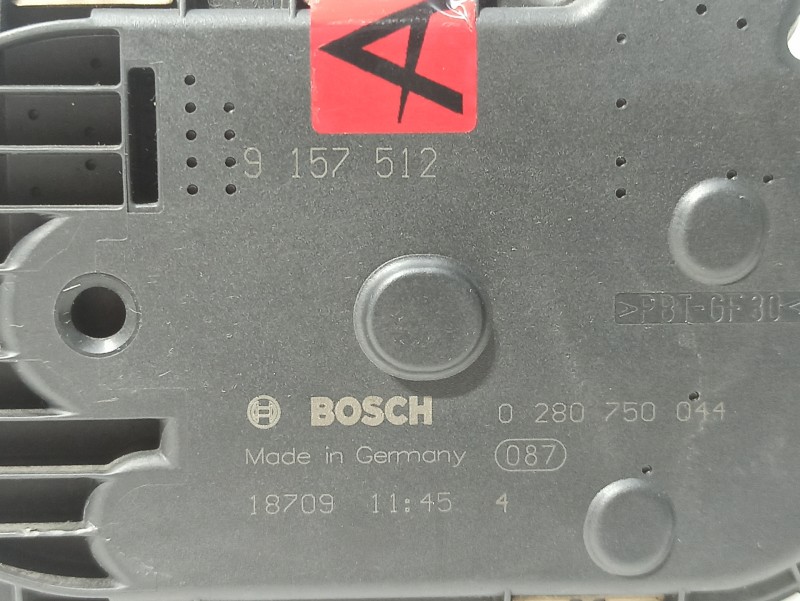 A
9 157 512
>PBT-GF30<
BOSCH 0 280 750 044
Made in Germany 087
18709 11:45 4